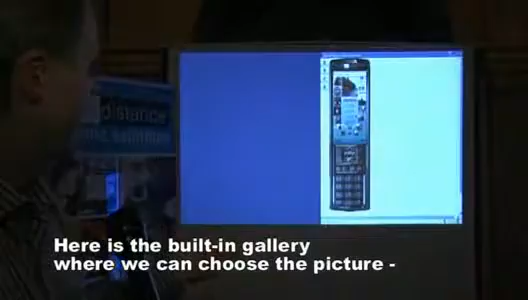 distance
Here is the built-in gallery
where we can choose the picture -